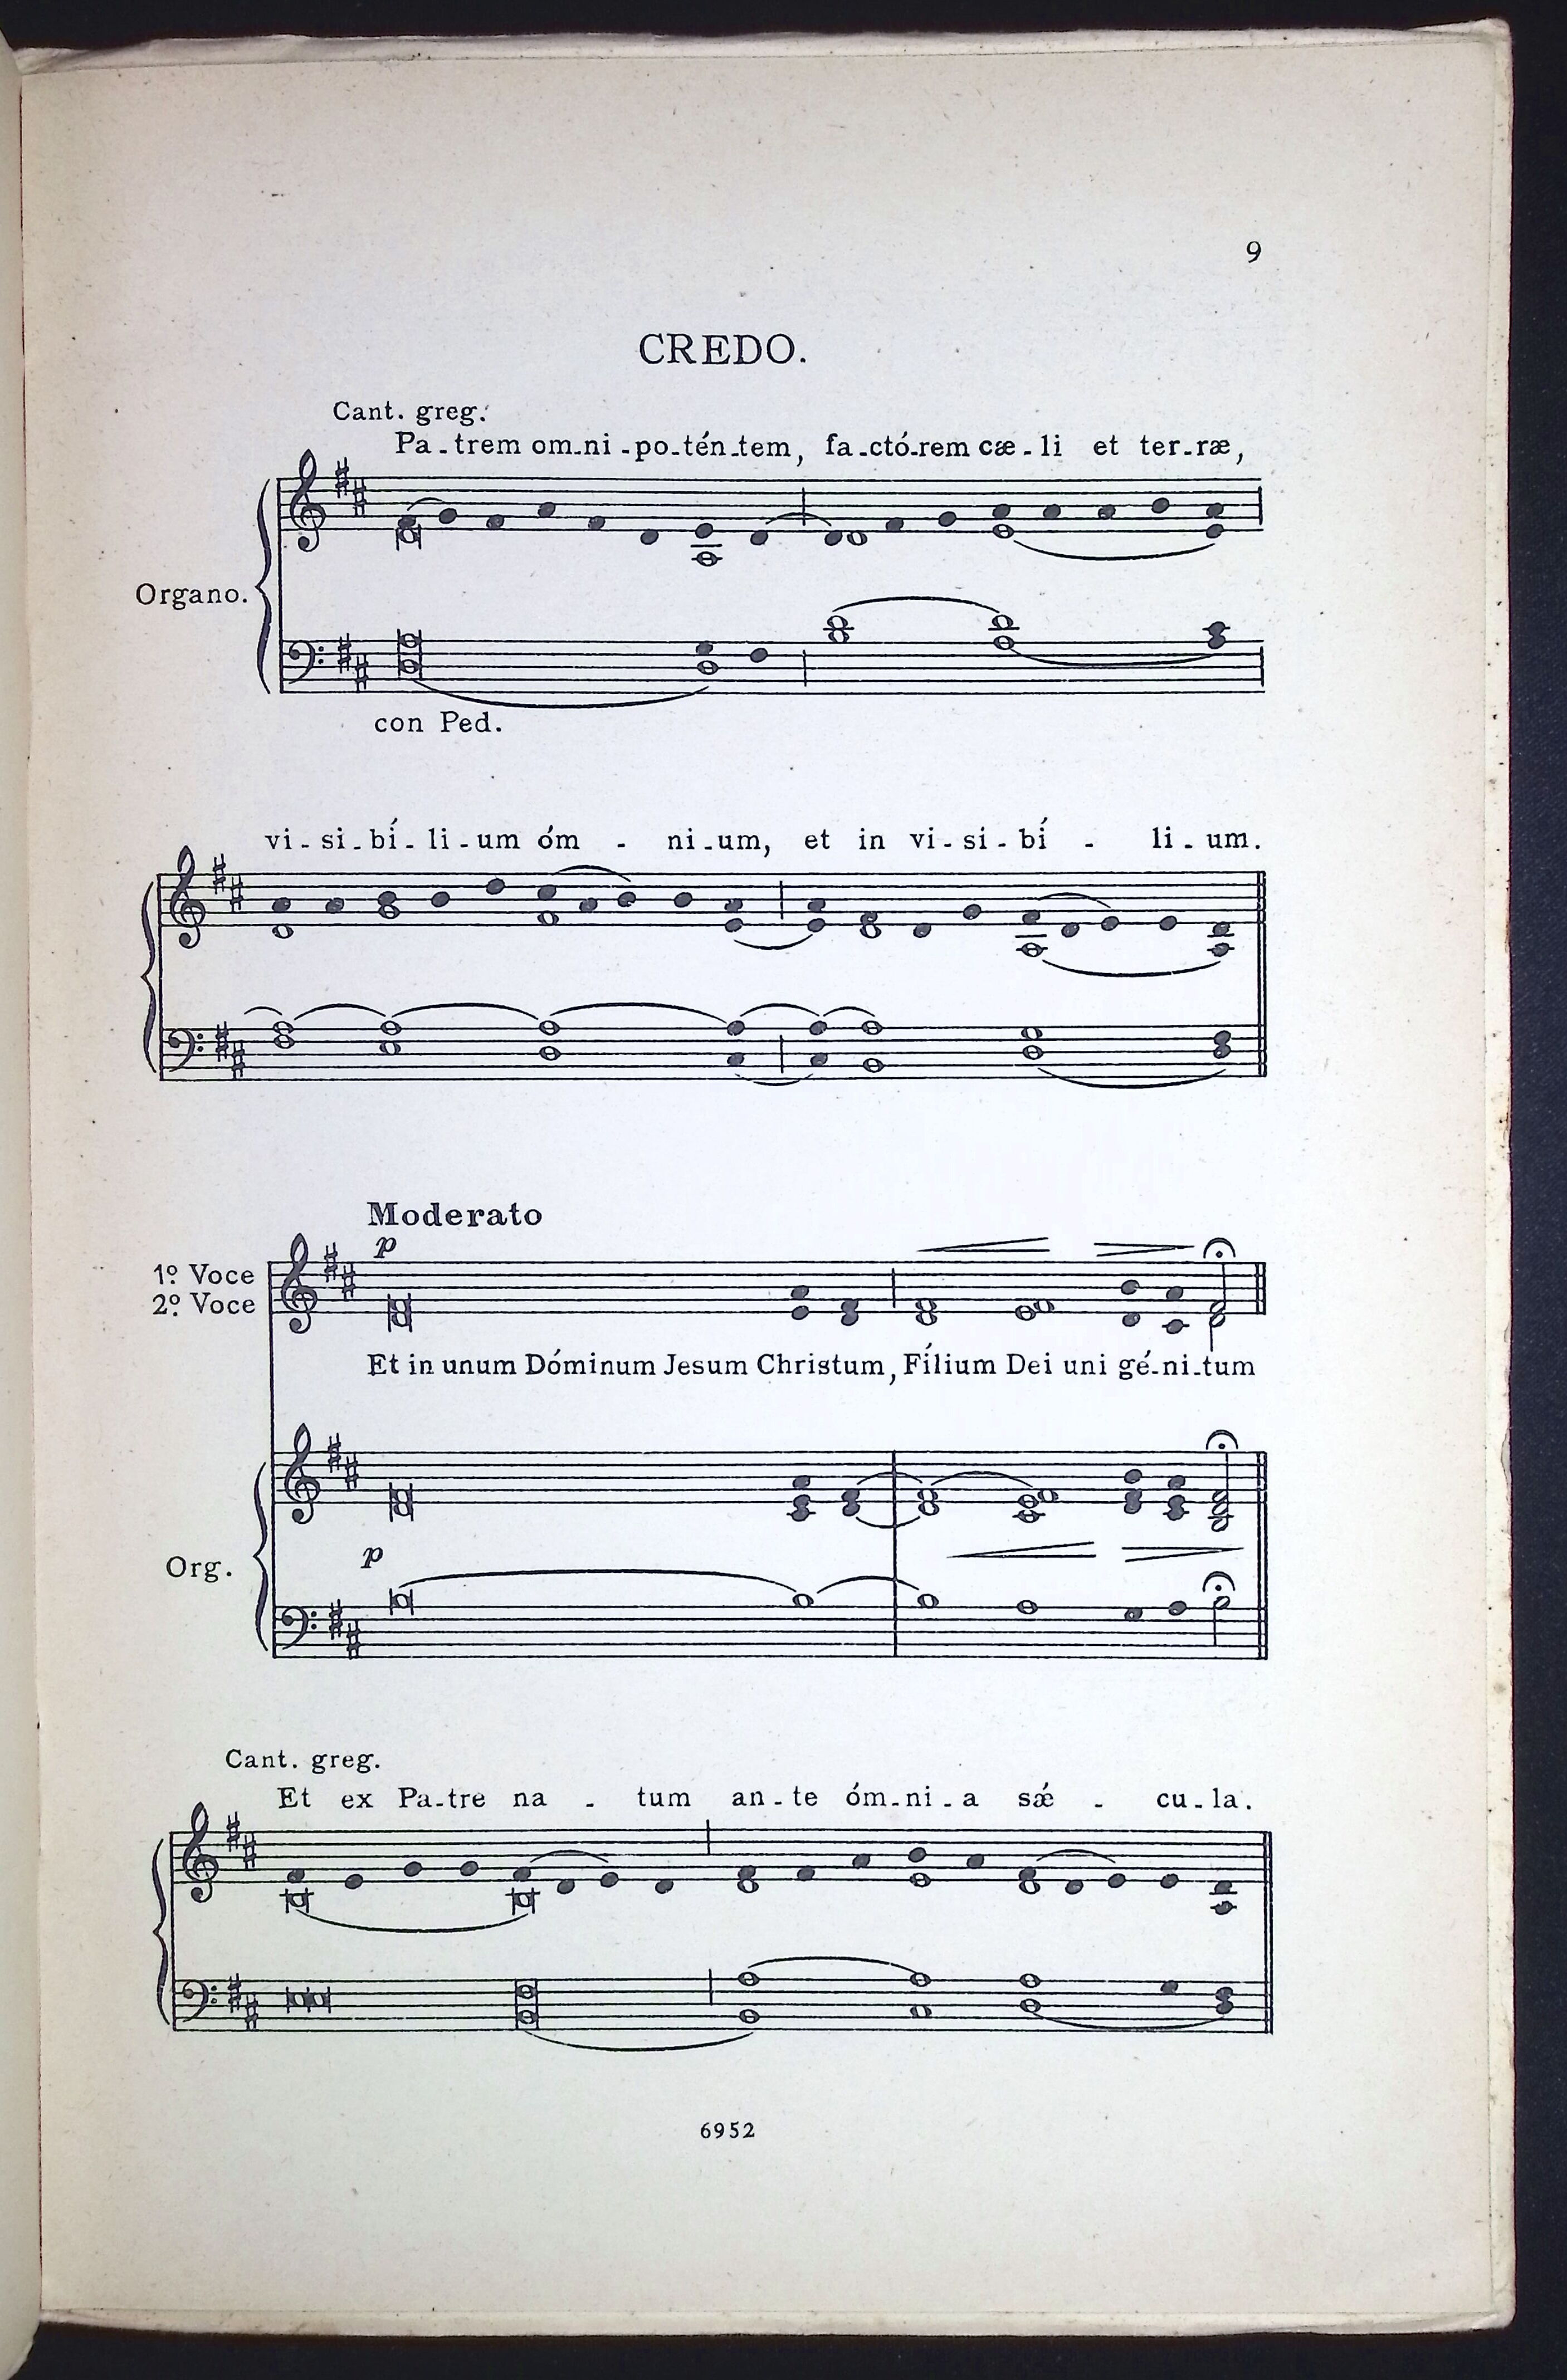 9
CREDO.
Cant. greg.
Pa-trem om-ni-po-tén-tem, fa-ctó-rem cæ-li et ter-ræ,
Organo.
con Ped.
vi-si-bí-li-um óm - ni-um, et in vi-si-bí - li-um.
Moderato
p
1º. Voce
2º. Voce
Et in unum Dóminum Jesum Christum, Fílium Dei uni gé-ni-tum
p
Org.
Cant. greg.
Et ex Pa-tre na - tum an-te óm-ni-a sǽ - cu-la.
6952